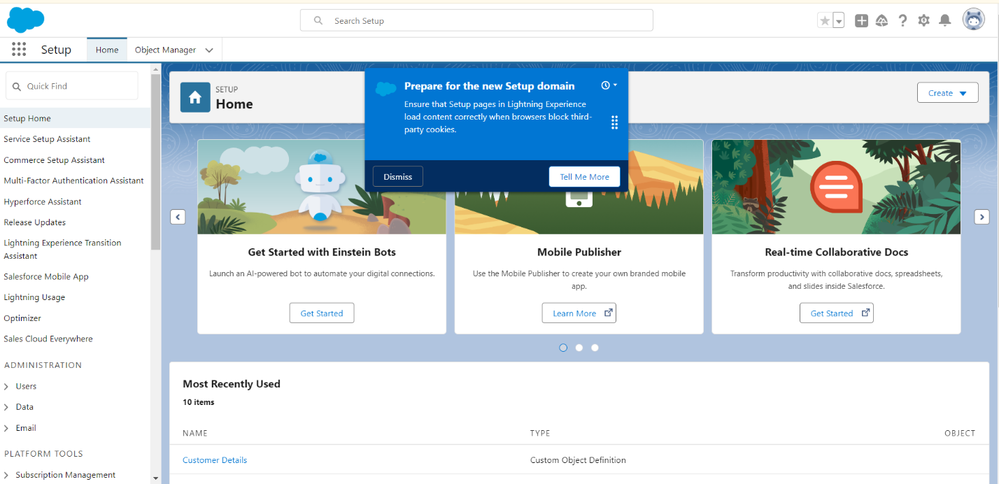 Search Setup
Setup
Home
Object Manager
Quick Find
Setup Home
Service Setup Assistant
Commerce Setup Assistant
Multi-Factor Authentication Assistant
Hyperforce Assistant
Release Updates
Lightning Experience Transition
Assistant
Salesforce Mobile App
Lightning Usage
Optimizer
Sales Cloud Everywhere
ADMINISTRATION
Users
Data
Email
PLATFORM TOOLS
Subscription Management
SETUP
Home
Create
Prepare for the new Setup domain
Ensure that Setup pages in Lightning Experience
load content correctly when browsers block third-
party cookies.
Dismiss
Tell Me More
Get Started with Einstein Bots
Launch an AI-powered bot to automate your digital connections.
Get Started
Mobile Publisher
Use the Mobile Publisher to create your own branded mobile
app.
Learn More
Real-time Collaborative Docs
Transform productivity with collaborative docs, spreadsheets,
and slides inside Salesforce.
Get Started
Most Recently Used
10 items
NAME
TYPE
OBJECT
Customer Details
Custom Object Definition